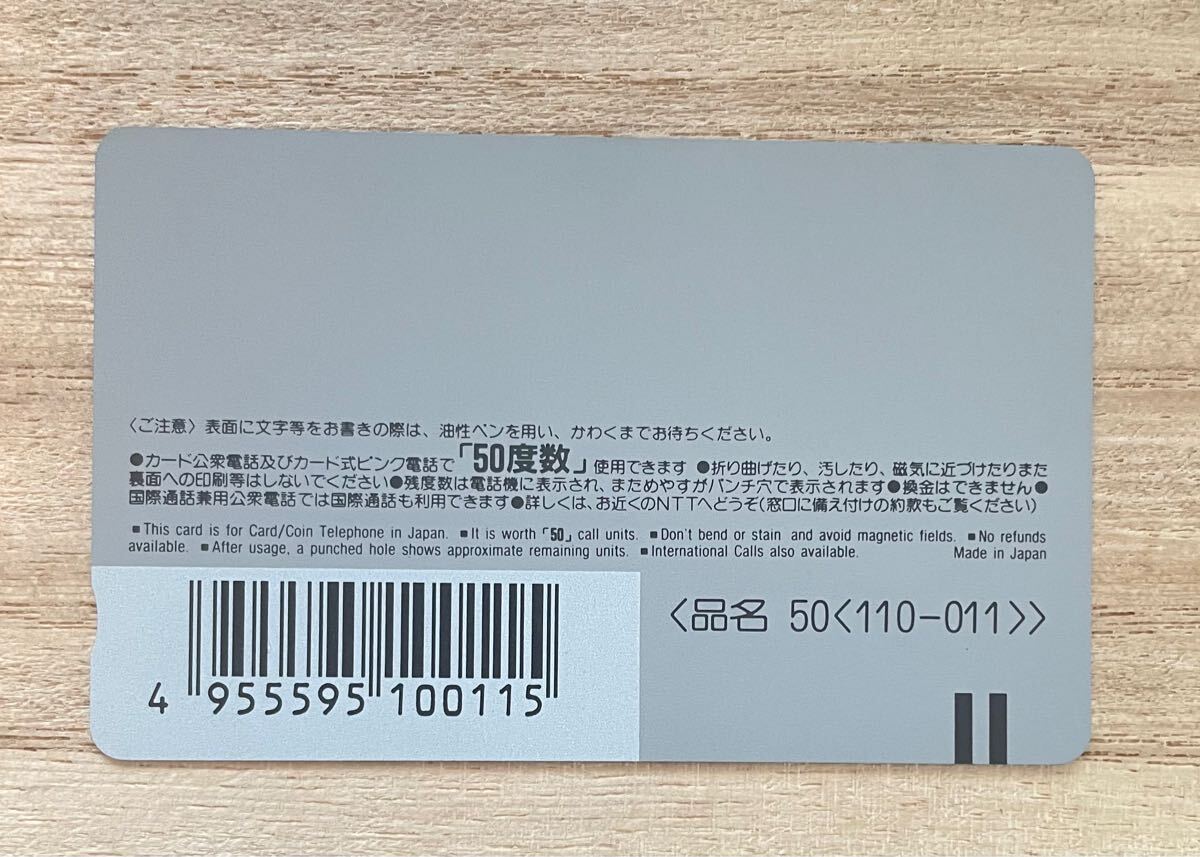 〈ご注意〉表面に文字等をお書きの際は、油性ペンを用い、かわくまでお待ちください。
●カード公衆電話及びカード式ピンク電話で「50度数」使用できます ●折り曲げたり、汚したり、磁気に近づけたりまた
裏面への印刷等はしないでください●残度数は電話機に表示され、まためやすがパンチ穴で表示されます●換金はできません●
国際通話兼用公衆電話では国際通話も利用できます●詳しくは、お近くのNTTへどうぞ(窓口に備え付けの約款もご覧ください)
■This card is for Card/Coin Telephone in Japan. ■It is worth「50」call units. ■Don't bend or stain and avoid magnetic fields. ■No refunds
available. ■After usage, a punched hole shows approximate remaining units. ■International Calls also available. Made in Japan
〈品名 50〈110-011〉〉
4 955595 100115